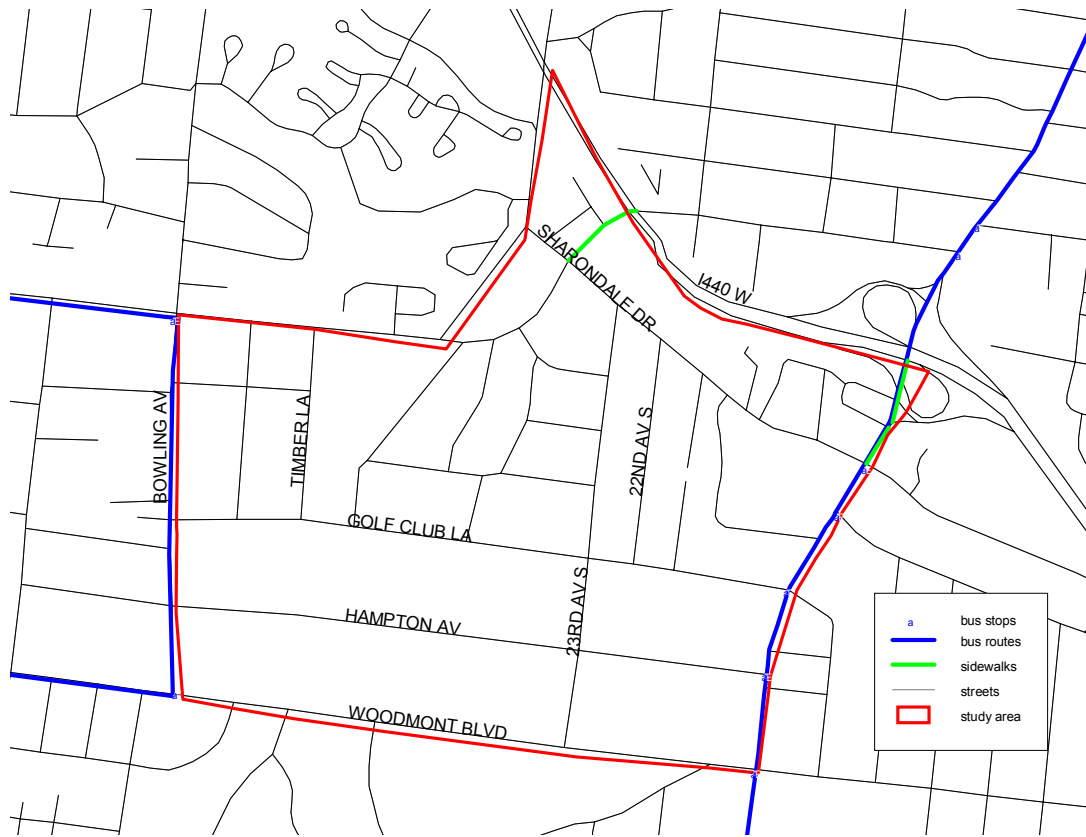 SHARONDALE DR
I440 W
BOWLING AV
TIMBER LA
22ND AV S
GOLF CLUB LA
23RD AV S
HAMPTON AV
WOODMONT BLVD
a bus stops
bus routes
sidewalks
streets
study area